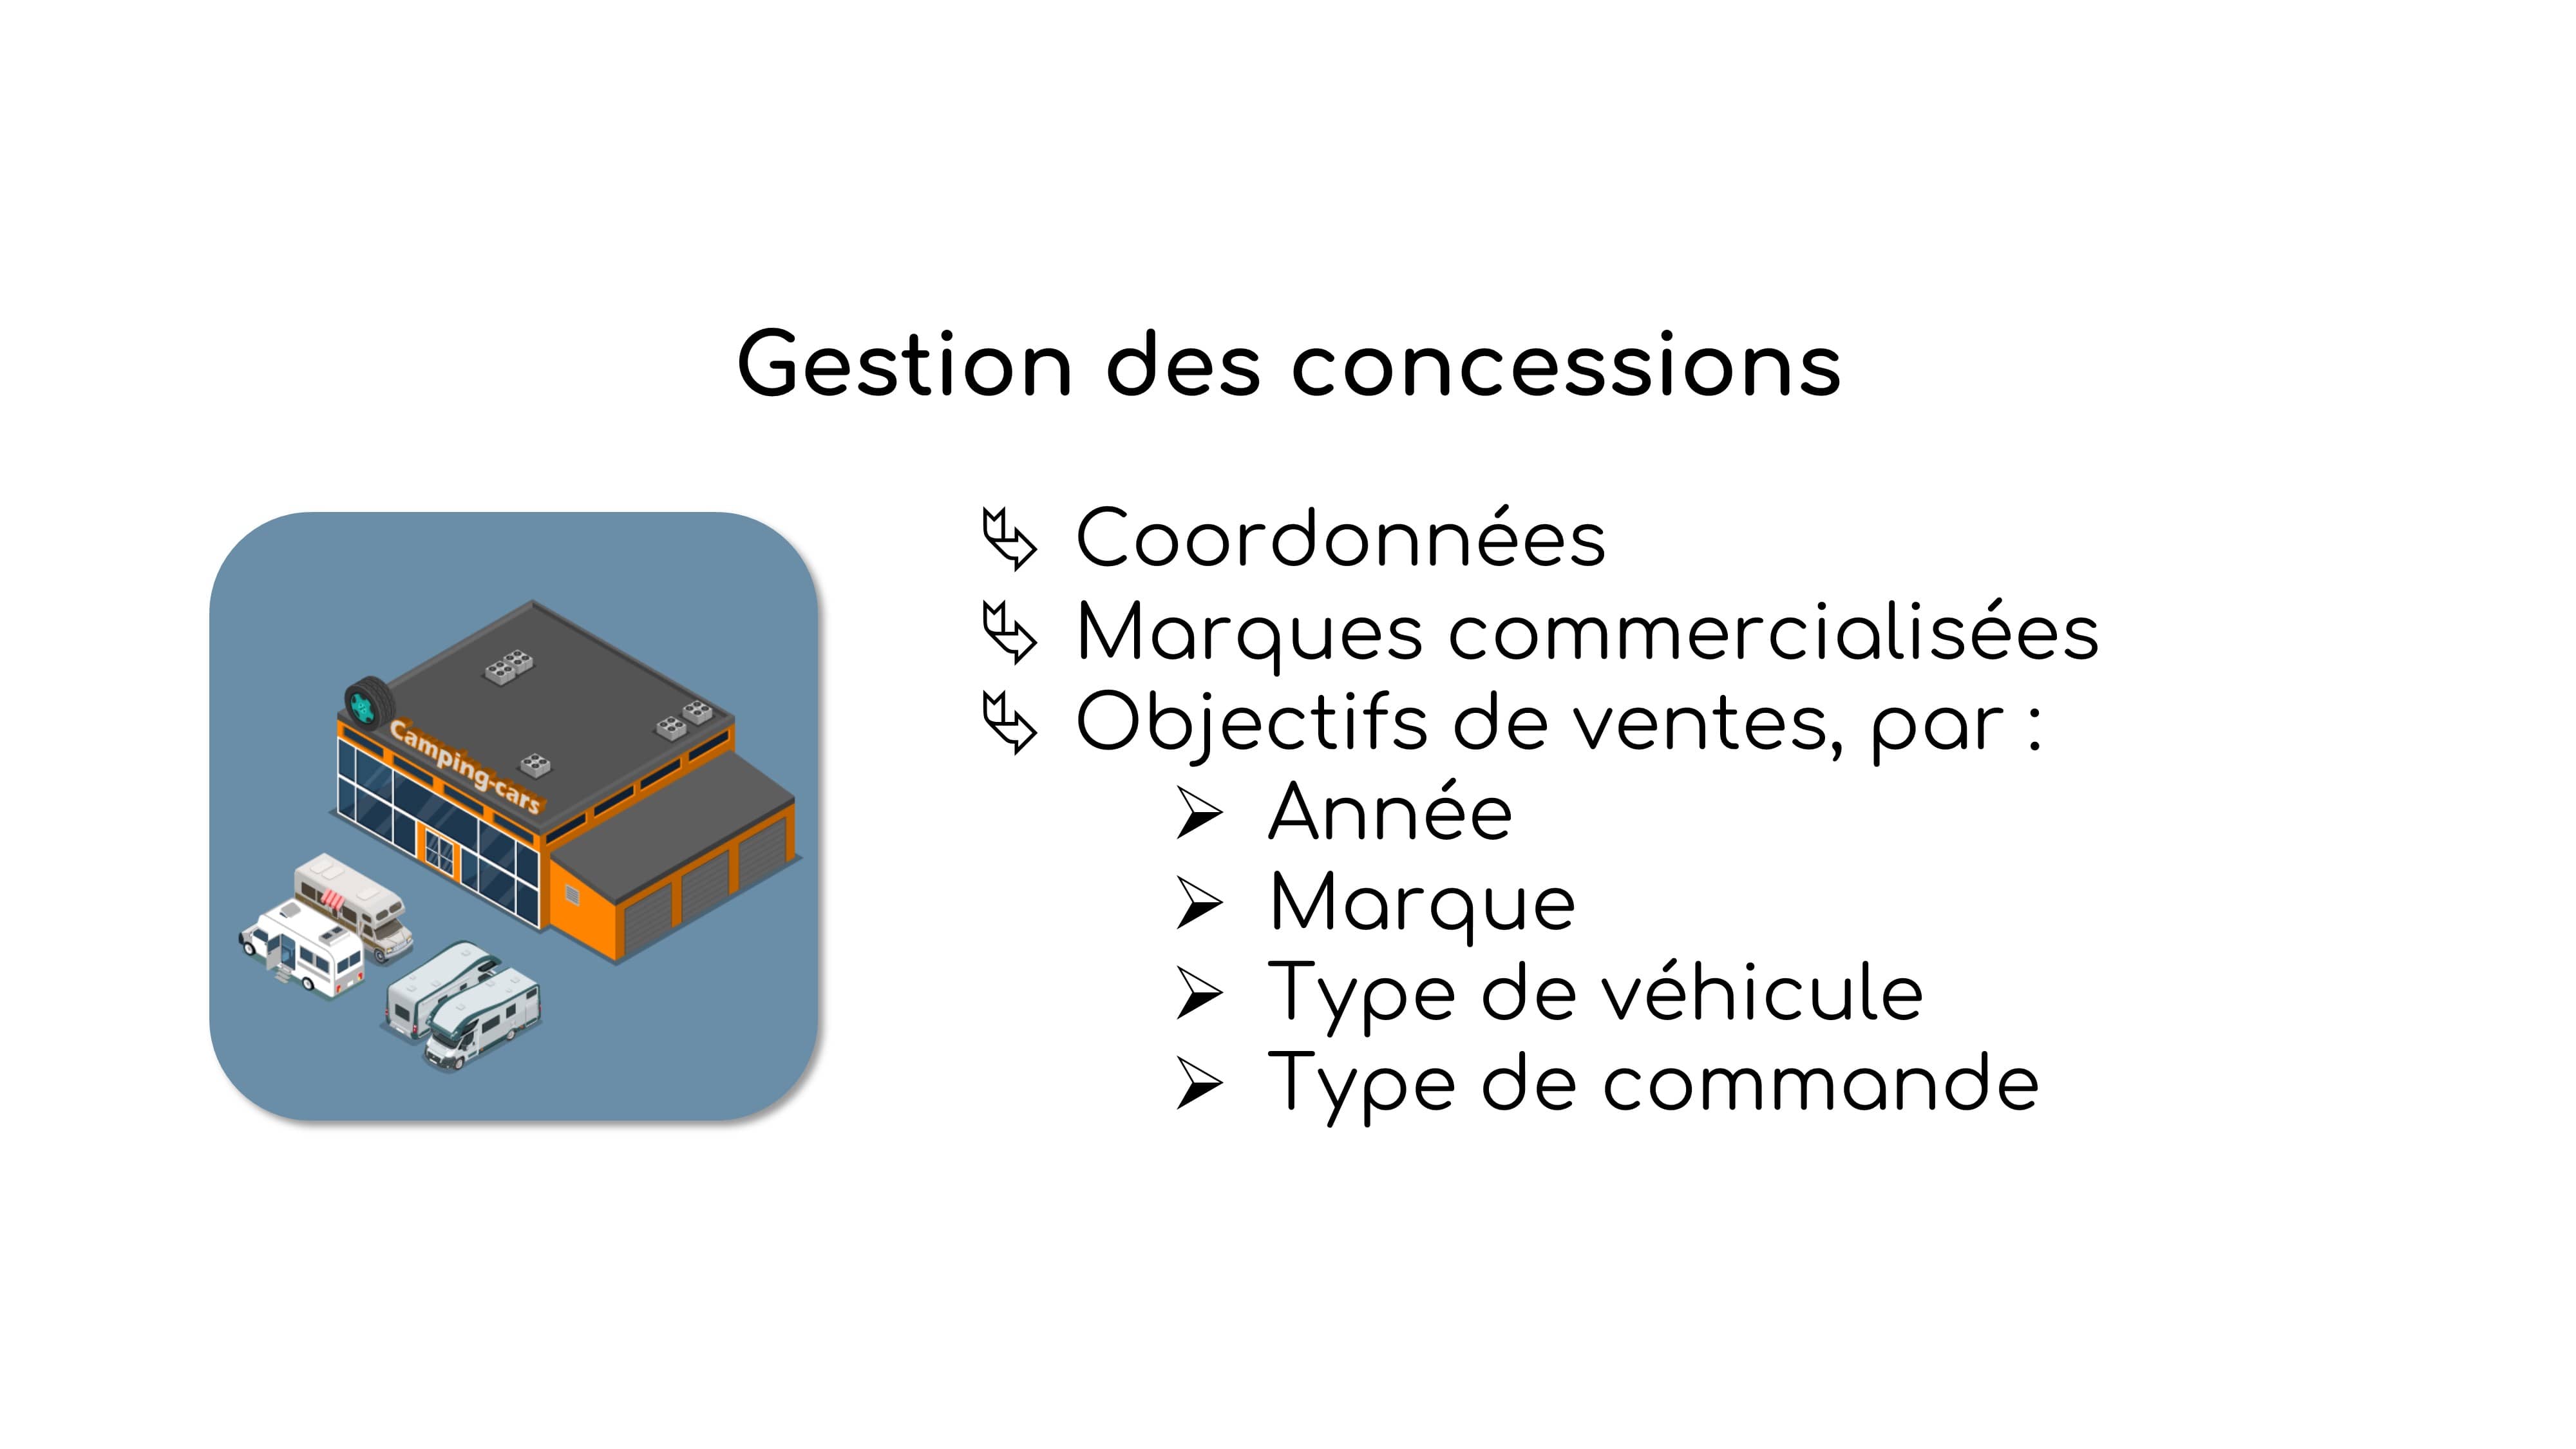 Gestion des concessions
Camping-cars
Coordonnées
Marques commercialisées
Objectifs de ventes, par :
Année
Marque
Type de véhicule
Type de commande